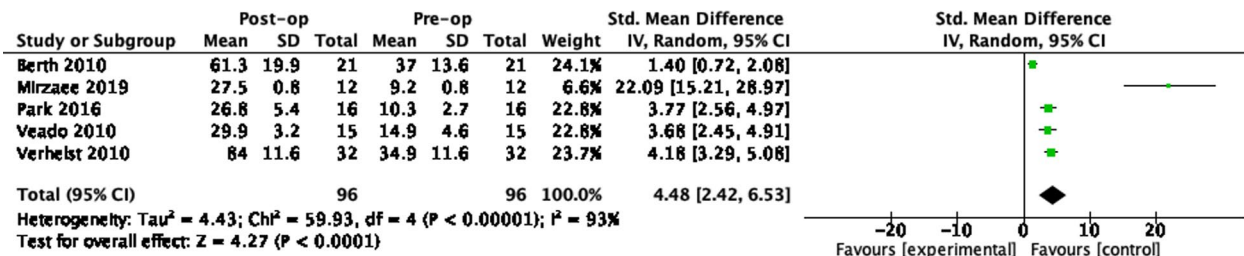 Post-op Pre-op Std. Mean Difference Std. Mean Difference
Study or Subgroup Mean SD Total Mean SD Total Weight IV, Random, 95% CI IV, Random, 95% CI
Berth 2010 61.3 19.9 21 37 13.6 21 24.1% 1.40 [0.72, 2.08]
Mirzaee 2019 27.5 0.8 12 9.2 0.8 12 6.6% 22.09 [15.21, 28.97]
Park 2016 26.8 5.4 16 10.3 2.7 16 22.8% 3.77 [2.56, 4.97]
Veado 2010 29.9 3.2 15 14.9 4.6 15 22.8% 3.68 [2.45, 4.91]
Verhelst 2010 84 11.6 32 34.9 11.6 32 23.7% 4.18 [3.29, 5.08]
Total (95% CI) 96 96 100.0% 4.48 [2.42, 6.53]
Heterogeneity: Tau² = 4.43; Chi² = 59.93, df = 4 (P < 0.00001); I² = 93%
Test for overall effect: Z = 4.27 (P < 0.0001)
-20 -10 0 10 20
Favours [experimental] Favours [control]